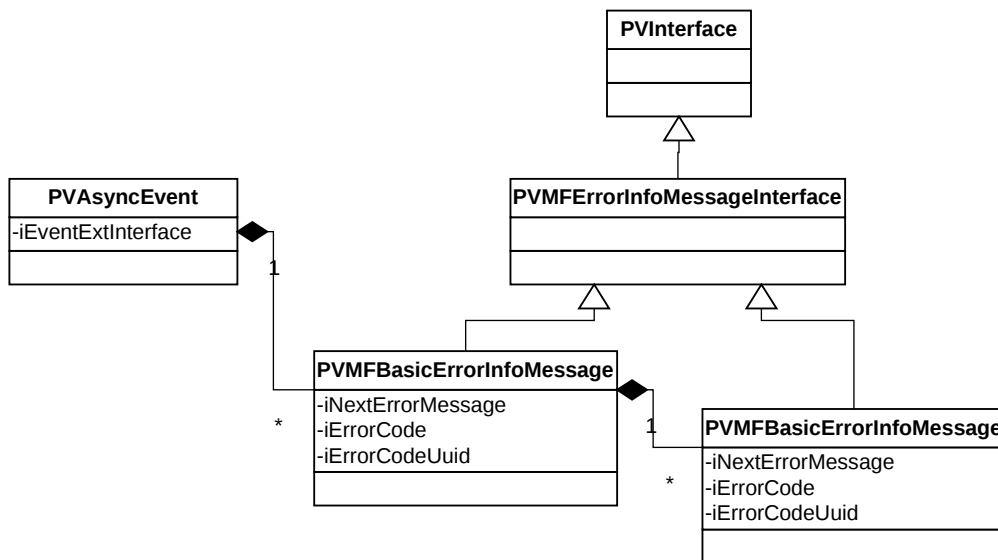 PVInterface
PVAsyncEvent
-iEventExtInterface
PVMFErrorInfoMessageInterface
1
*
PVMFBasicErrorInfoMessage
-iNextErrorMessage
-iErrorCode
-iErrorCodeUuid
1
*
PVMFBasicErrorInfoMessage
-iNextErrorMessage
-iErrorCode
-iErrorCodeUuid